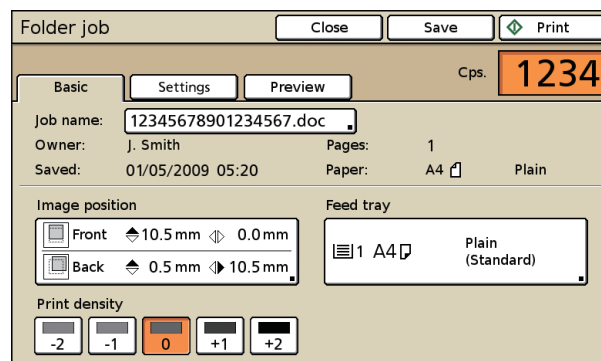 Folder job Close Save Print
Cps. 1234
Basic Settings Preview
Job name: 12345678901234567.doc
Owner: J. Smith Pages: 1
Saved: 01/05/2009 05:20 Paper: A4 Plain
Image position Feed tray
Front 10.5 mm 0.0 mm
Back 0.5 mm 10.5 mm
1 A4 Plain
(Standard)
Print density
-2 -1 0 +1 +2